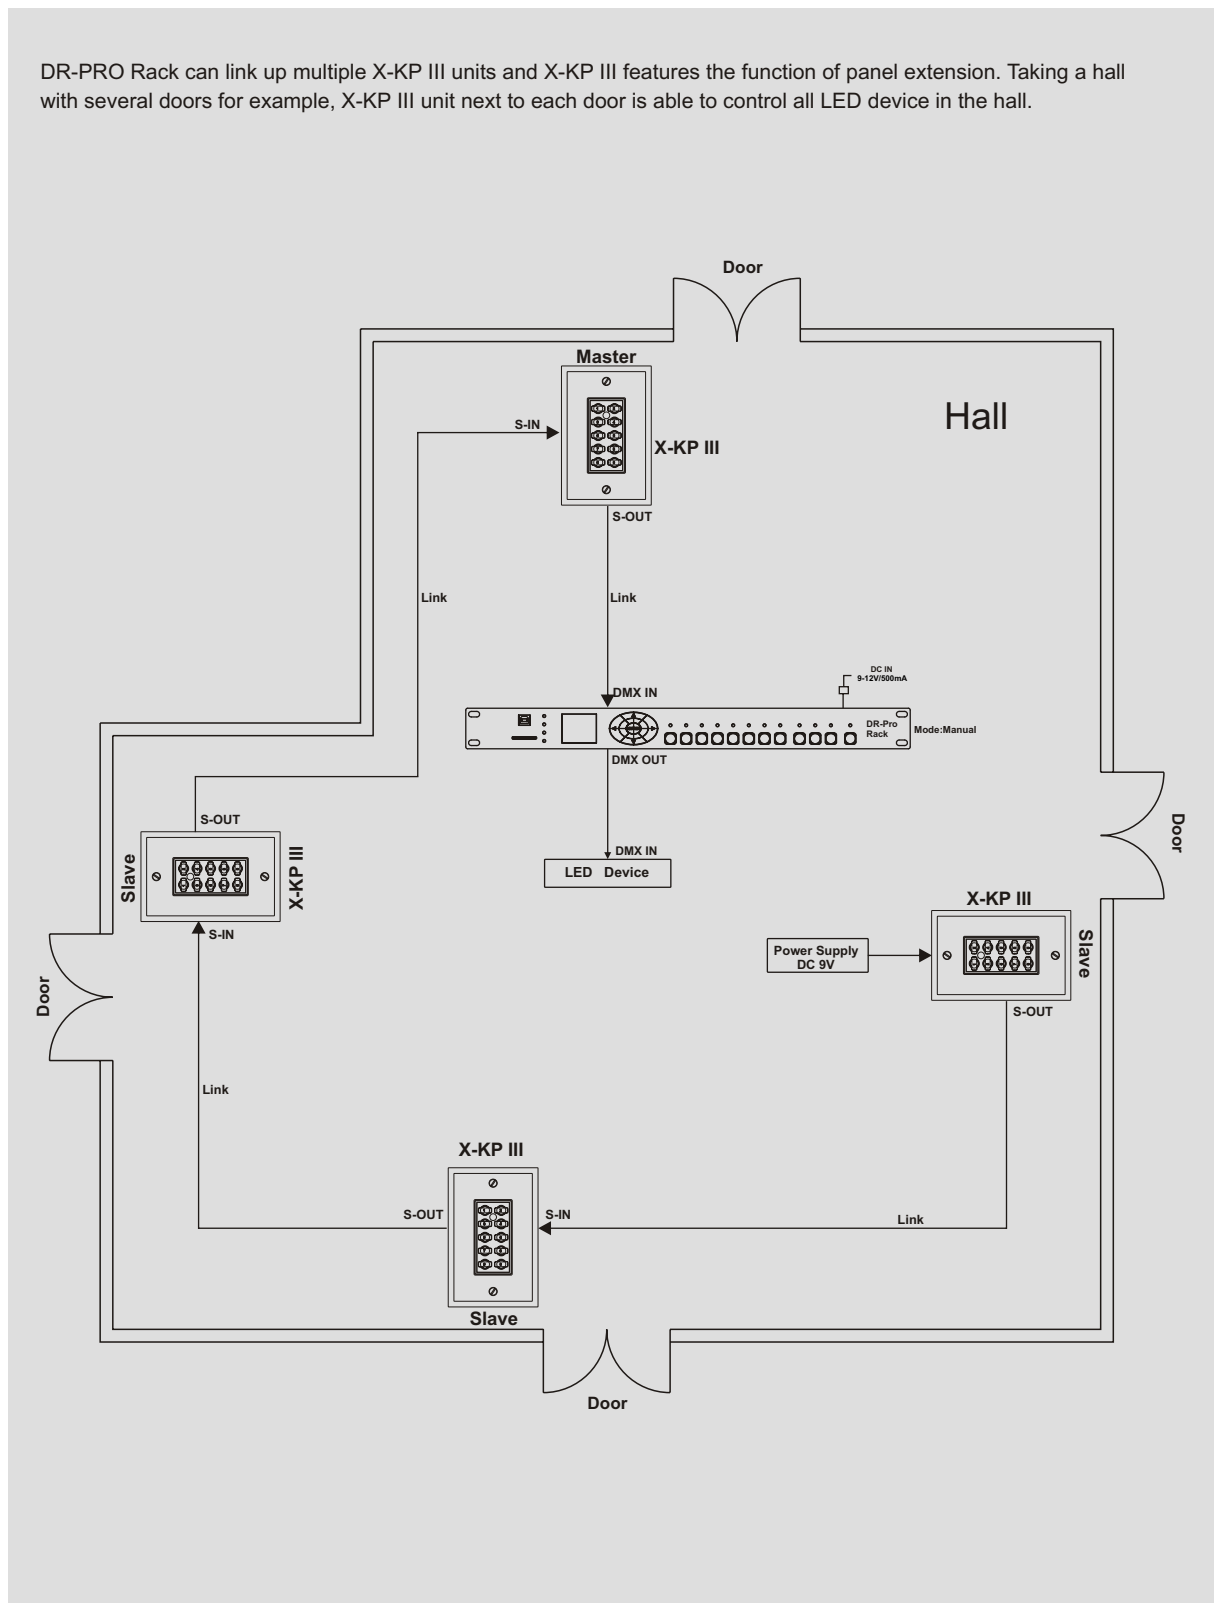 DR-PRO Rack can link up multiple X-KP III units and X-KP III features the function of panel extension. Taking a hall
with several doors for example, X-KP III unit next to each door is able to control all LED device in the hall.
Door
Master
Hall
S-IN
X-KP III
S-OUT
Link
Link
DC IN
9-12V/500mA
DMX IN
DR-Pro
Rack
Mode:Manual
DMX OUT
S-OUT
Door
DMX IN
LED Device
Slave
X-KP III
X-KP III
S-IN
Slave
Power Supply
DC 9V
Door
S-OUT
Link
X-KP III
S-OUT
S-IN
Link
Slave
Door